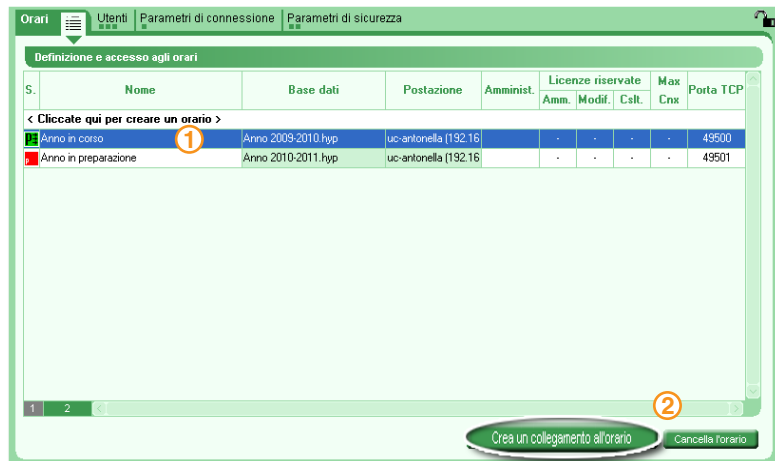 Orari Utenti Parametri di connessione Parametri di sicurezza
Definizione e accesso agli orari
S. Nome Base dati Postazione Amminist. Licenze riservate Max Porta TCP
Amm. Modif. Cslt. Cnx
< Cliccate qui per creare un orario >
Anno in corso 1 Anno 2009-2010.hyp uc-antonella (192.16 - - - - 49500
Anno in preparazione Anno 2010-2011.hyp uc-antonella (192.16 - - - - 49501
1 2
2
Crea un collegamento all'orario Cancella l'orario